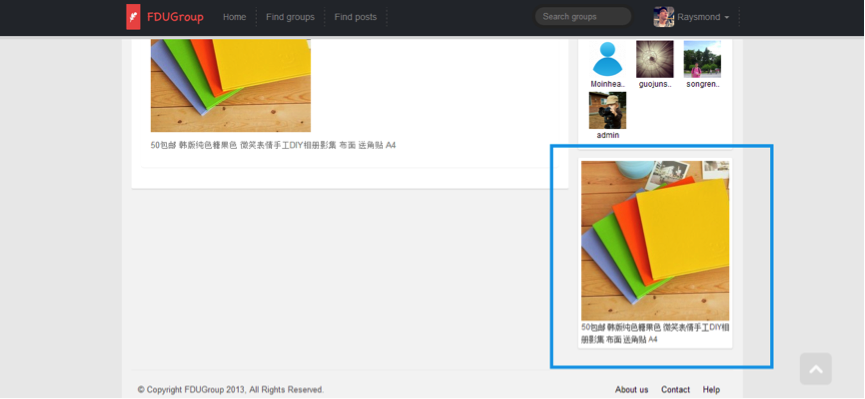 FDUGroup
Home
Find groups
Find posts
Search groups
Raysmond
Moinhea..
guojuns..
songren..
admin
50包邮 韩版纯色糖果色 微笑表情手工DIY相册影集 布面 送角贴 A4
50包邮 韩版纯色糖果色 微笑表情手工DIY相
册影集 布面 送角贴 A4
© Copyright FDUGroup 2013, All Rights Reserved.
About us
Contact
Help